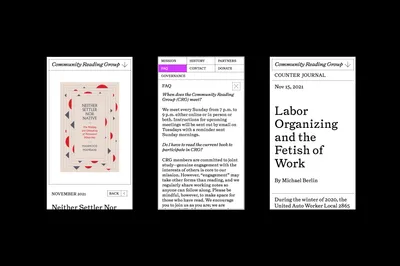 Community Reading Group ↓
NEITHER
SETTLER
NOR
NATIVE
NOVEMBER 2021
BACK
Neither Settler Nor
MISSION HISTORY PARTNERS
FAQ CONTACT DONATE
GOVERNANCE
FAQ
When does the Community Reading
Group (CRG) meet?
We meet every Sunday from 7 p.m. to
9 p.m. either online or in person or
both. Instructions for upcoming
meetings will be sent out by email on
Tuesdays with a reminder sent
Sunday mornings.
Do I have to read the current book to
participate in CRG?
CRG members are committed to joint
study—genuine engagement with the
interests of others is core to our
mission. However, “engagement” may
take other forms than reading, and we
regularly share working notes so
anyone can follow along. Please be
mindful, however, to make space for
those who have read. We encourage
you to join us as you are; we are
Community Reading Group ↓
COUNTER JOURNAL
Nov 15, 2021
Labor
Organizing
and the
Fetish of
Work
By Michael Berlin
During the winter of 2020, the
United Auto Worker Local 2865